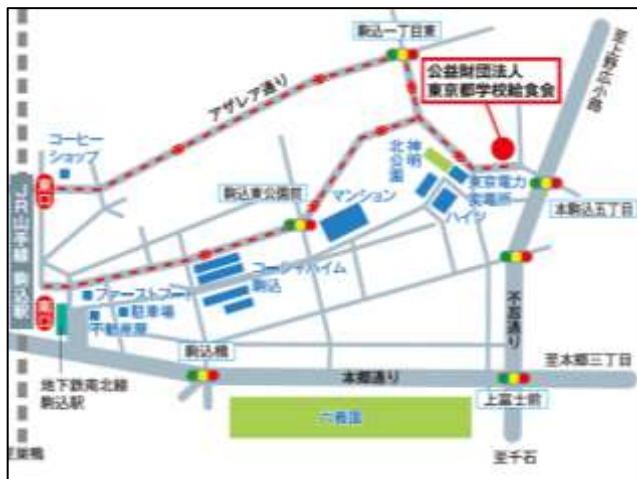 駒込一丁目東
公益財団法人
東京都学校給食会
至上野広小路
アザレア通り
コーヒー
ショップ
東口
JR山手線 駒込駅
駒込東公園前
マンション
神明
北公園
東京電力
変電所
ハイツ
本駒込五丁目
コーシャハイム
駒込
ファーストフード
駐車場
不動産屋
東口
地下鉄南北線
駒込駅
駒込橋
本郷通り
不忍通り
至本郷三丁目
上富士前
六義園
至巣鴨
至千石